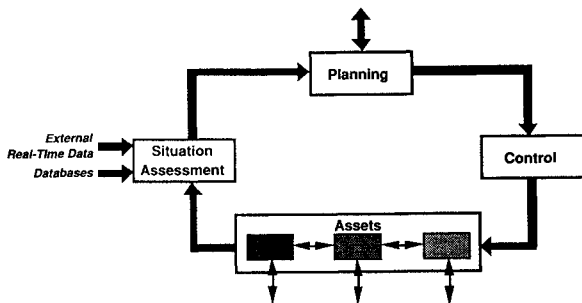 Planning
External
Real-Time Data
Databases
Situation
Assessment
Control
Assets